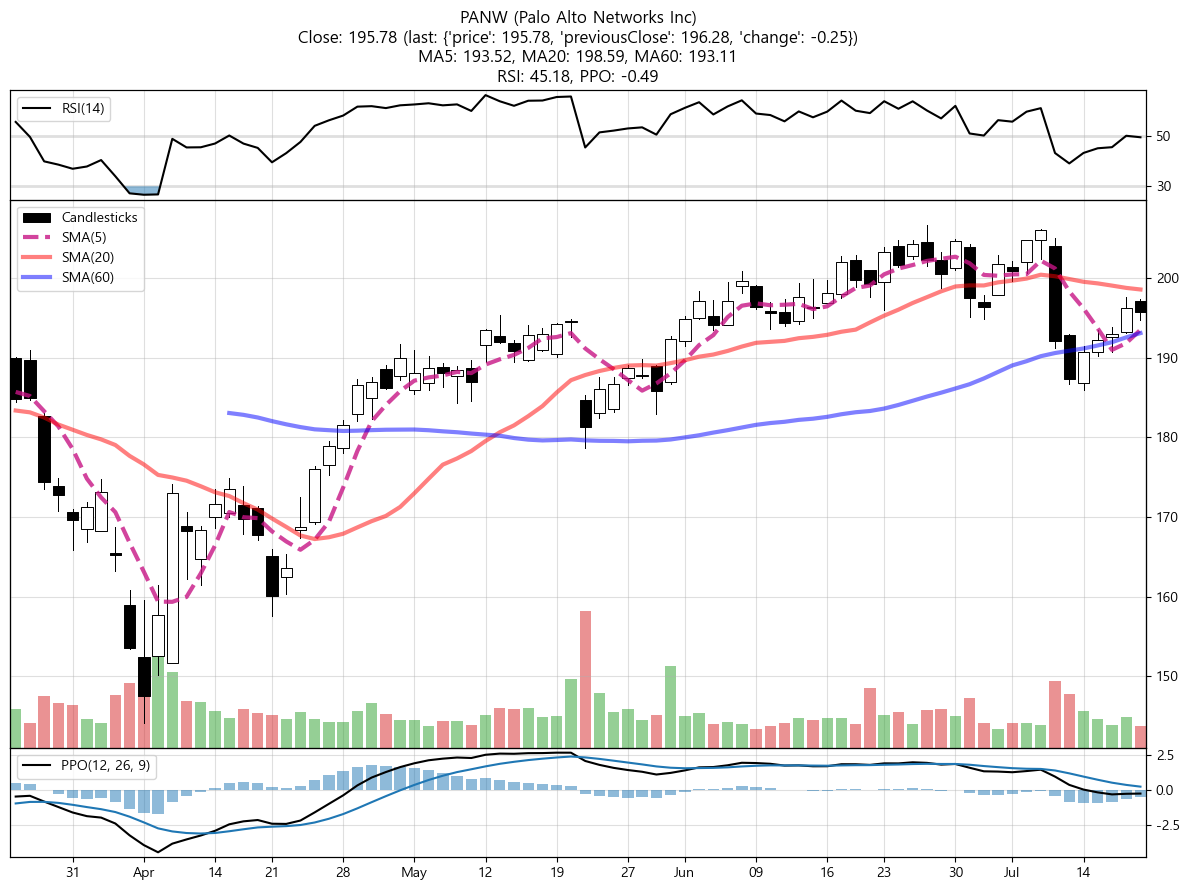 PANW (Palo Alto Networks Inc)
Close: 195.78 (last: {'price': 195.78, 'previousClose': 196.28, 'change': -0.25})
MA5: 193.52, MA20: 198.59, MA60: 193.11
RSI: 45.18, PPO: -0.49
RSI(14)
50
30
Candlesticks
SMA(5)
SMA(20)
SMA(60)
200
190
180
170
160
150
PPO(12, 26, 9)
2.5
0.0
-2.5
31 Apr 14 21 28 May 12 19 27 Jun 09 16 23 30 Jul 14